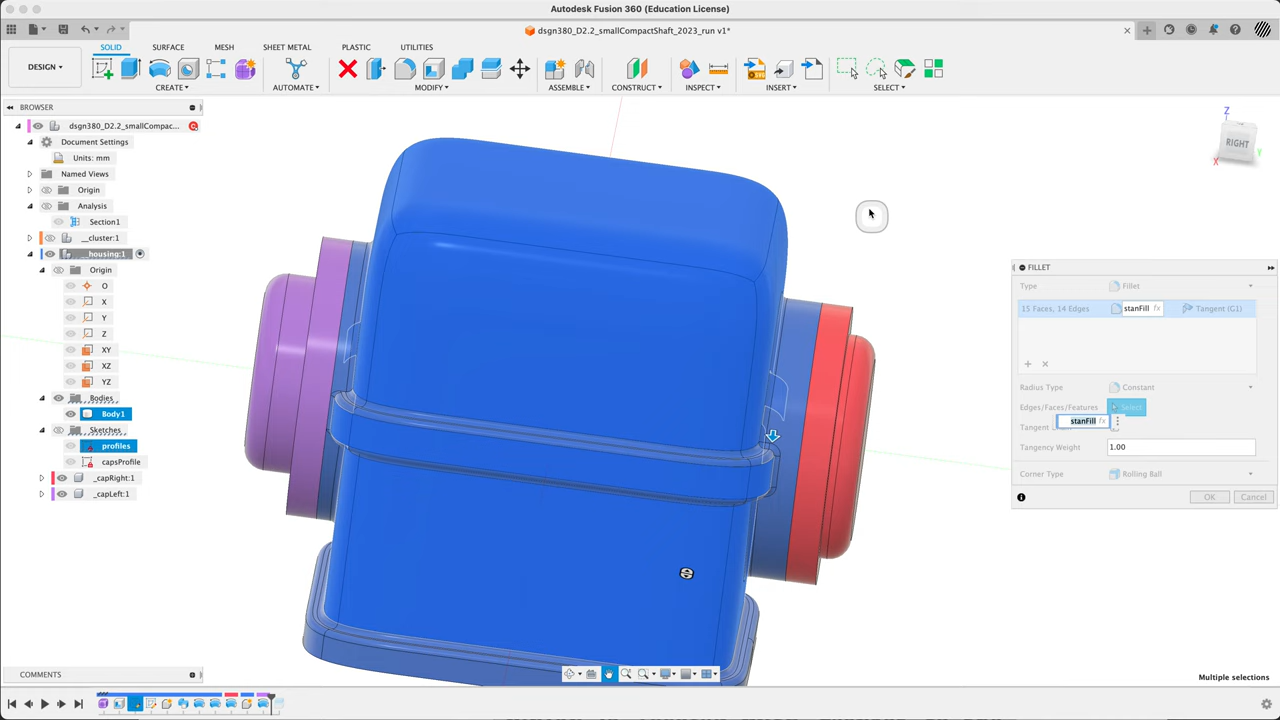 Autodesk Fusion 360 (Education License)
dsgn380_D2.2_smallCompactShaft_2023_run v1*
DESIGN
SOLID SURFACE MESH SHEET METAL PLASTIC UTILITIES
CREATE AUTOMATE MODIFY ASSEMBLE CONSTRUCT INSPECT INSERT SELECT
BROWSER
dsgn380_D2.2_smallCompac...
Document Settings
Units: mm
Named Views
Origin
Analysis
Section1
__cluster:1
__housing:1
Origin
O
X
Y
Z
XY
XZ
YZ
Bodies
Body1
Sketches
profiles
capsProfile
_capRight:1
_capLeft:1
Z
RIGHT
X
Y
FILLET
Type Fillet
15 Faces, 14 Edges stanFill fx Tangent (G1)
Radius Type Constant
Edges/Faces/Features Select
stanFill fx
Tangent
Tangency Weight 1.00
Corner Type Rolling Ball
OK Cancel
COMMENTS
Multiple selections